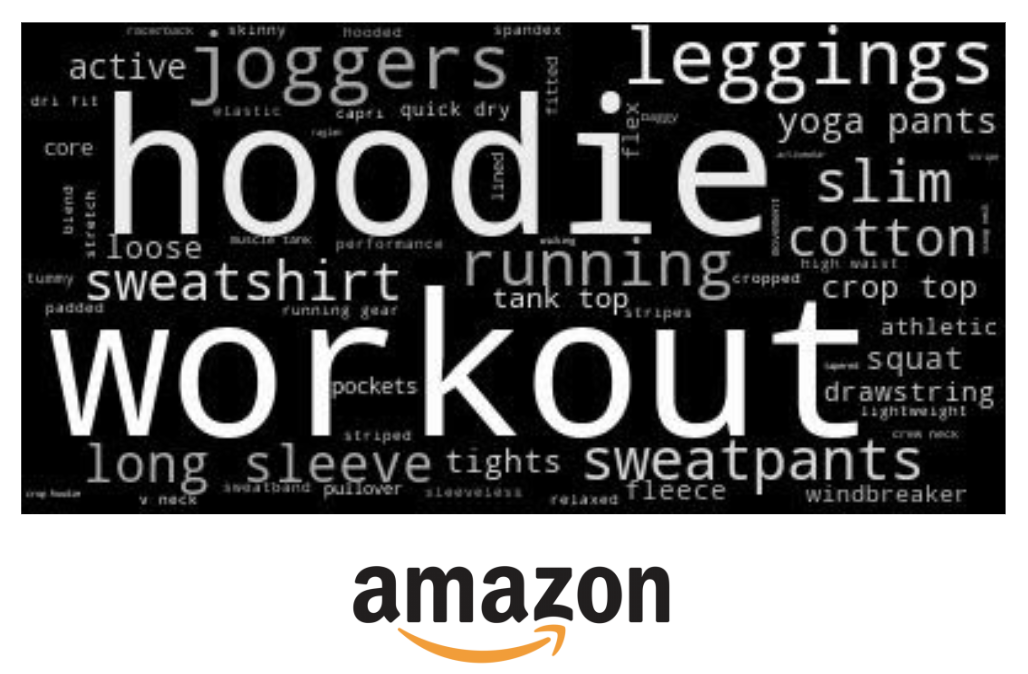 racerback skinny hooded spandex
active joggers leggings
dri fit elastic capri quick dry fitted flex baggy yoga pants
core hoodie lined slim
blend stretch loose muscle tank performance cotton
tummy sweatshirt running cropped high waist
padded running gear tank top stripes crop top
workout athletic
pockets squat
drawstring
lightweight
striped crew neck
long sleeve tights sweatpants
crop hoodie v neck sweatband pullover sleeveless relaxed fleece windbreaker
amazon